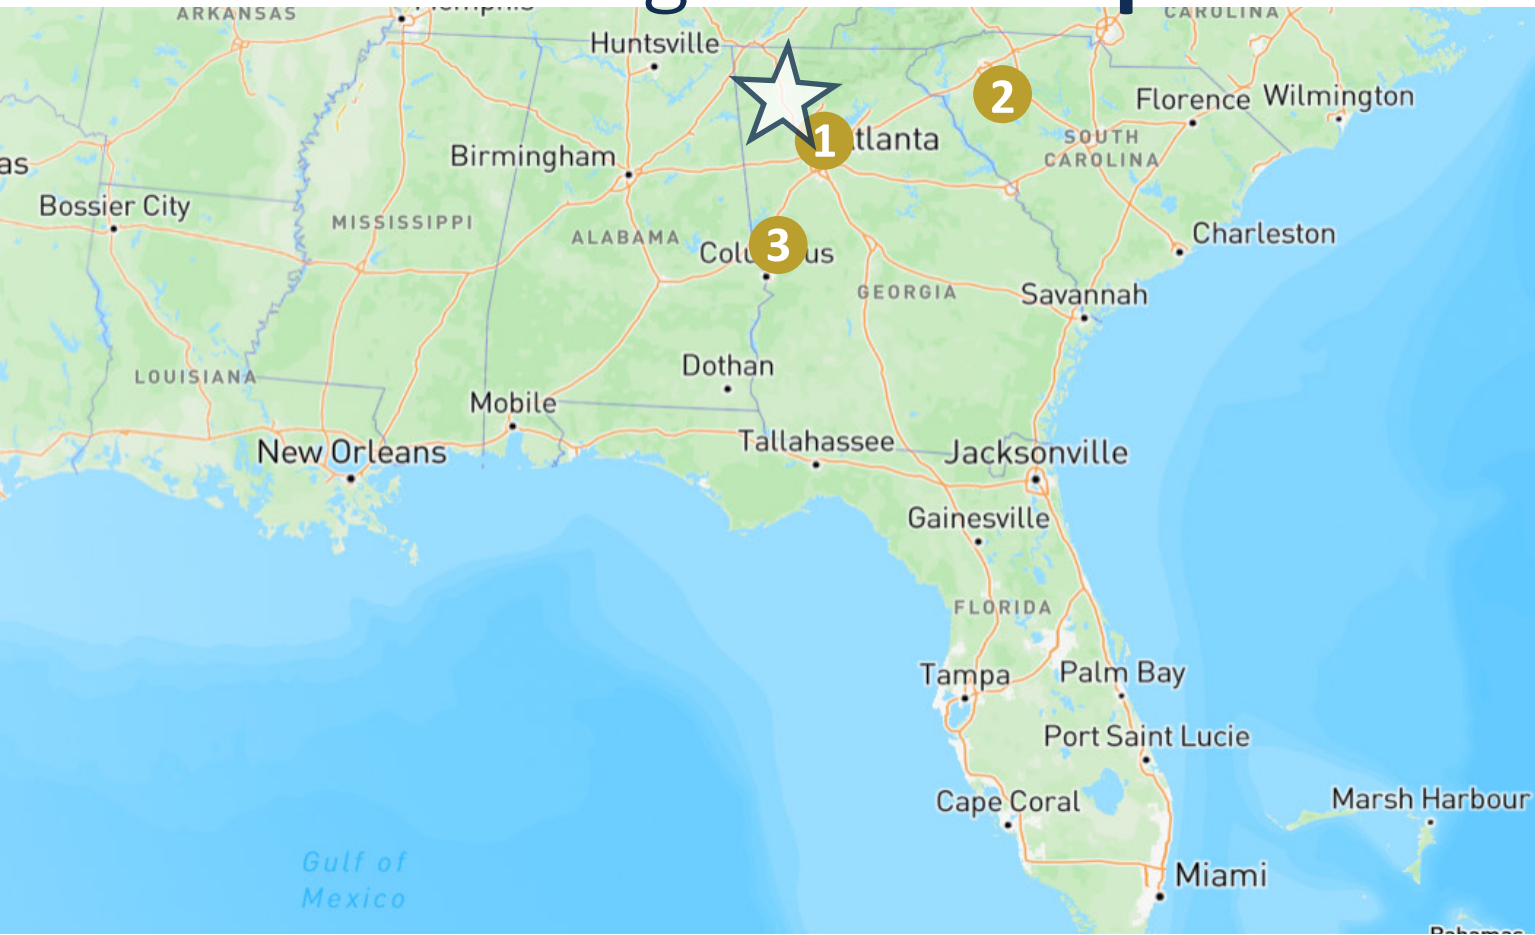 ARKANSAS
Memphis
CAROLINA
Huntsville
2
Florence
Wilmington
1
tlanta
SOUTH
CAROLINA
Birmingham
as
Bossier City
MISSISSIPPI
ALABAMA
Charleston
Col
3
us
GEORGIA
Savannah
Dothan
LOUISIANA
Mobile
Tallahassee
New Orleans
Jacksonville
Gainesville
FLORIDA
Tampa
Palm Bay
Port Saint Lucie
Cape Coral
Marsh Harbour
Gulf of
Mexico
Miami
Bahamas